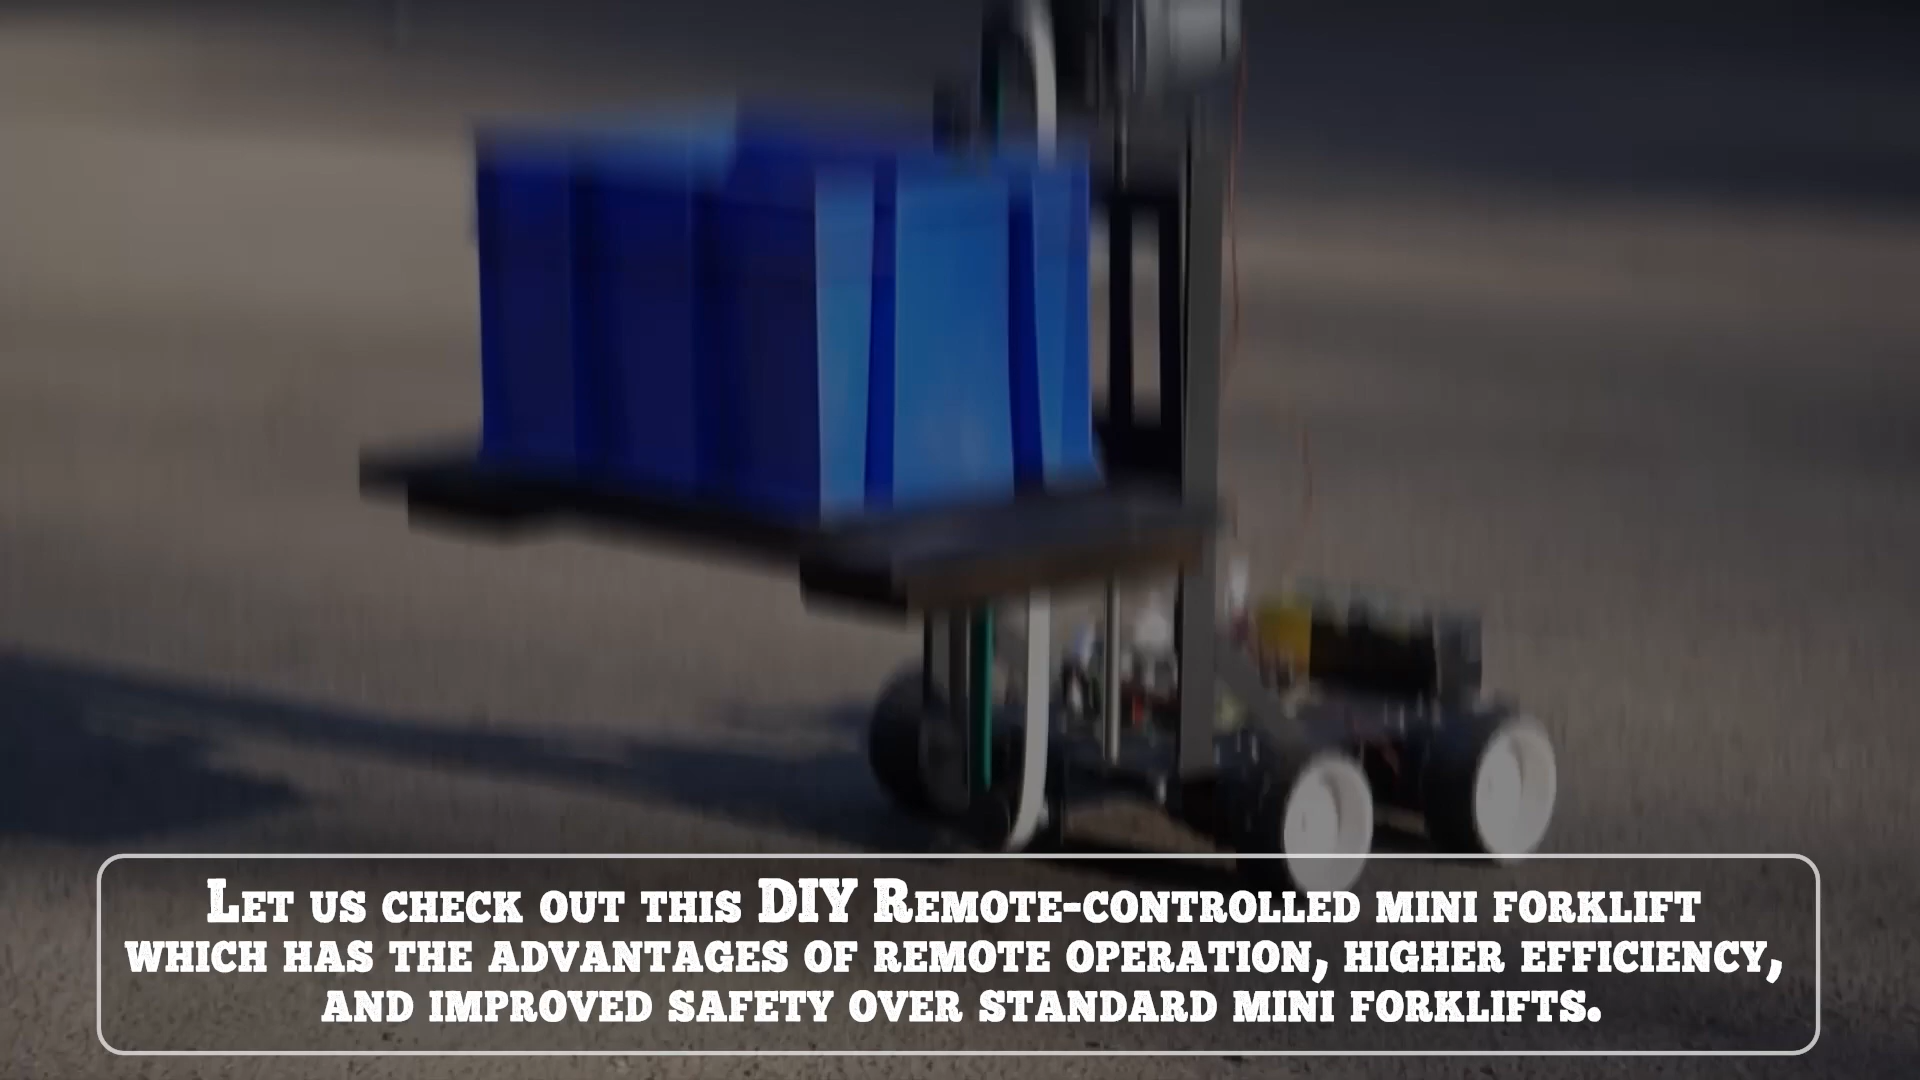 Let us check out this DIY Remote-controlled mini forklift
which has the advantages of remote operation, higher efficiency,
and improved safety over standard mini forklifts.